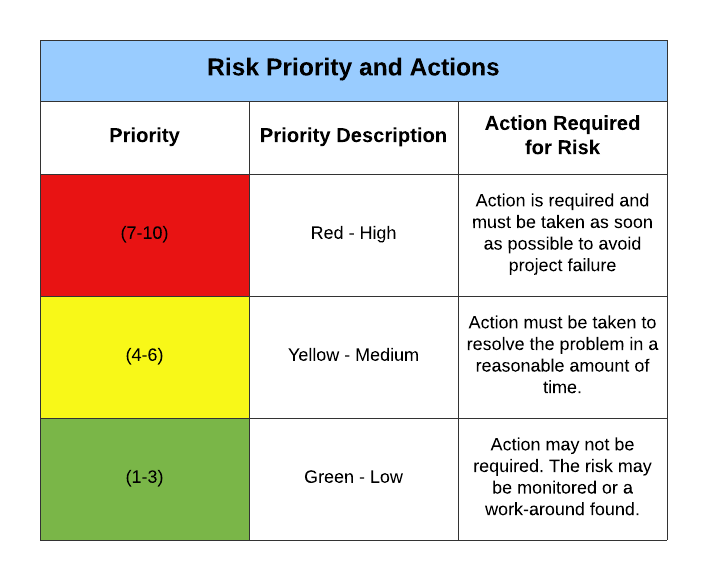 Risk Priority and Actions
Priority
Priority Description
Action Required
for Risk
(7-10)
Red - High
Action is required and
must be taken as soon
as possible to avoid
project failure
(4-6)
Yellow - Medium
Action must be taken to
resolve the problem in a
reasonable amount of
time.
(1-3)
Green - Low
Action may not be
required. The risk may
be monitored or a
work-around found.